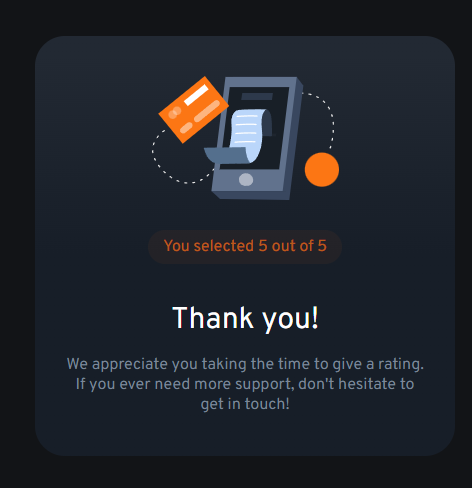 You selected 5 out of 5
Thank you!
We appreciate you taking the time to give a rating.
If you ever need more support, don't hesitate to
get in touch!